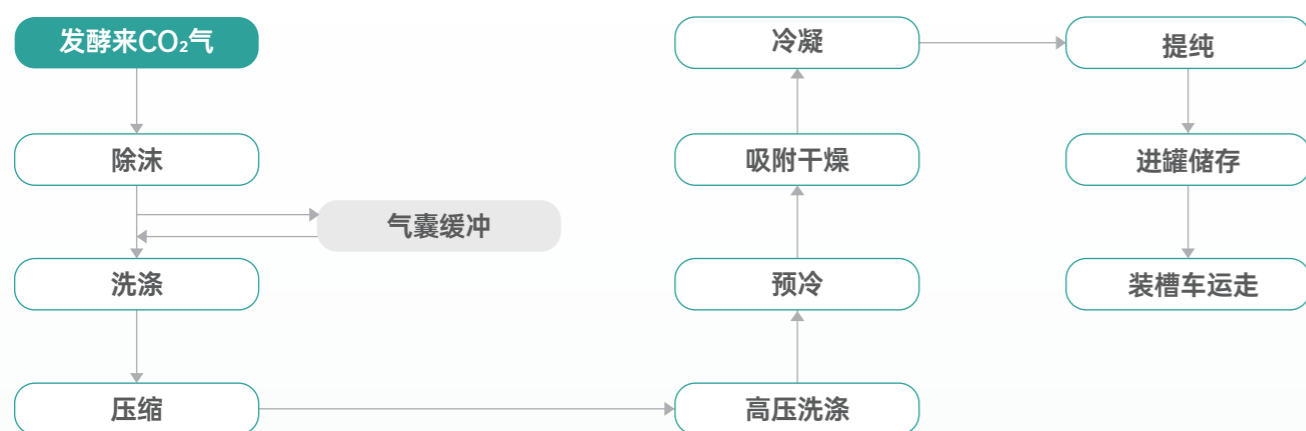 发酵来CO₂气
除沫
气囊缓冲
洗涤
压缩
高压洗涤
预冷
吸附干燥
冷凝
提纯
进罐储存
装槽车运走